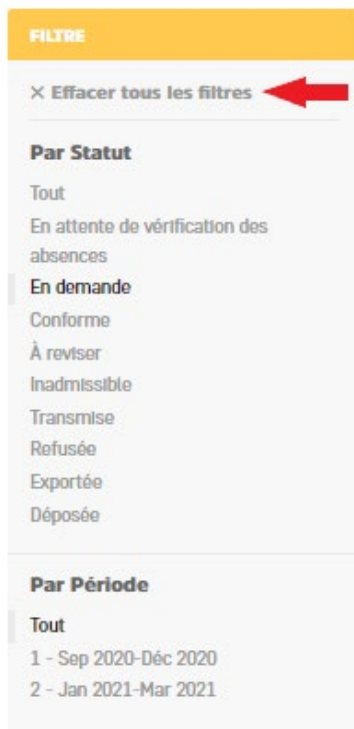 FILTRE
× Effacer tous les filtres
Par Statut
Tout
En attente de vérification des
absences
En demande
Conforme
À reviser
Inadmissible
Transmise
Refusée
Exportée
Déposée
Par Période
Tout
1 - Sep 2020-Déc 2020
2 - Jan 2021-Mar 2021